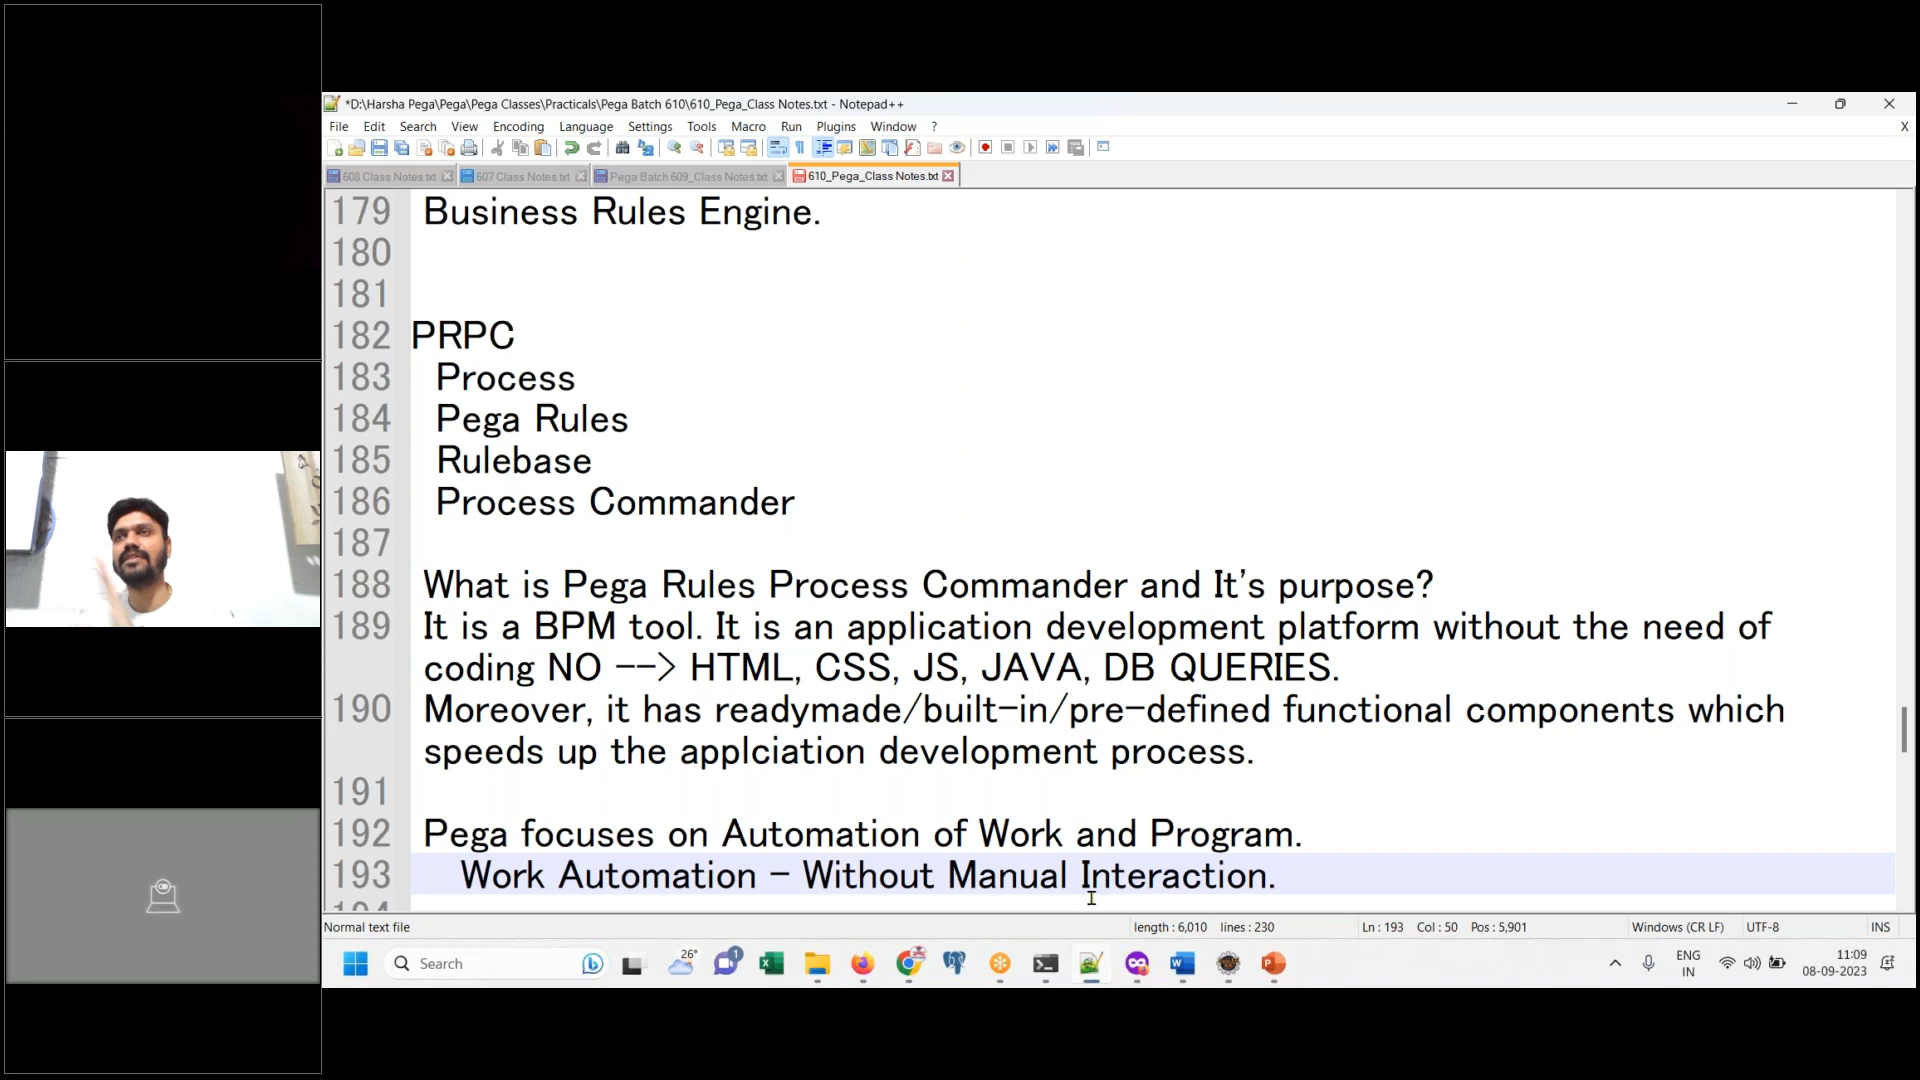 *D:\Harsha Pega\Pega\Pega Classes\Practicals\Pega Batch 610\610_Pega_Class Notes.txt - Notepad++
File Edit Search View Encoding Language Settings Tools Macro Run Plugins Window ?
X
608 Class Notes.txt 607 Class Notes.txt Pega Batch 609_Class Notes.txt 610_Pega_Class Notes.txt
179 Business Rules Engine.
180
181
182 PRPC
183 Process
184 Pega Rules
185 Rulebase
186 Process Commander
187
188 What is Pega Rules Process Commander and It's purpose?
189 It is a BPM tool. It is an application development platform without the need of
coding NO --> HTML, CSS, JS, JAVA, DB QUERIES.
190 Moreover, it has readymade/built-in/pre-defined functional components which
speeds up the applciation development process.
191
192 Pega focuses on Automation of Work and Program.
193 Work Automation - Without Manual Interaction.
194
Normal text file length : 6,010 lines : 230 Ln : 193 Col : 50 Pos : 5,901 Windows (CR LF) UTF-8 INS
Search 26° 1 ENG 11:09
IN 08-09-2023